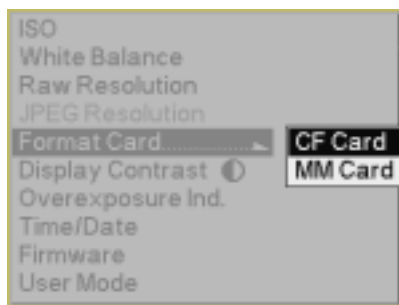 ISO
White Balance
Raw Resolution
JPEG Resolution
Format Card................ CF Card
Display Contrast MM Card
Overexposure Ind.
Time/Date
Firmware
User Mode